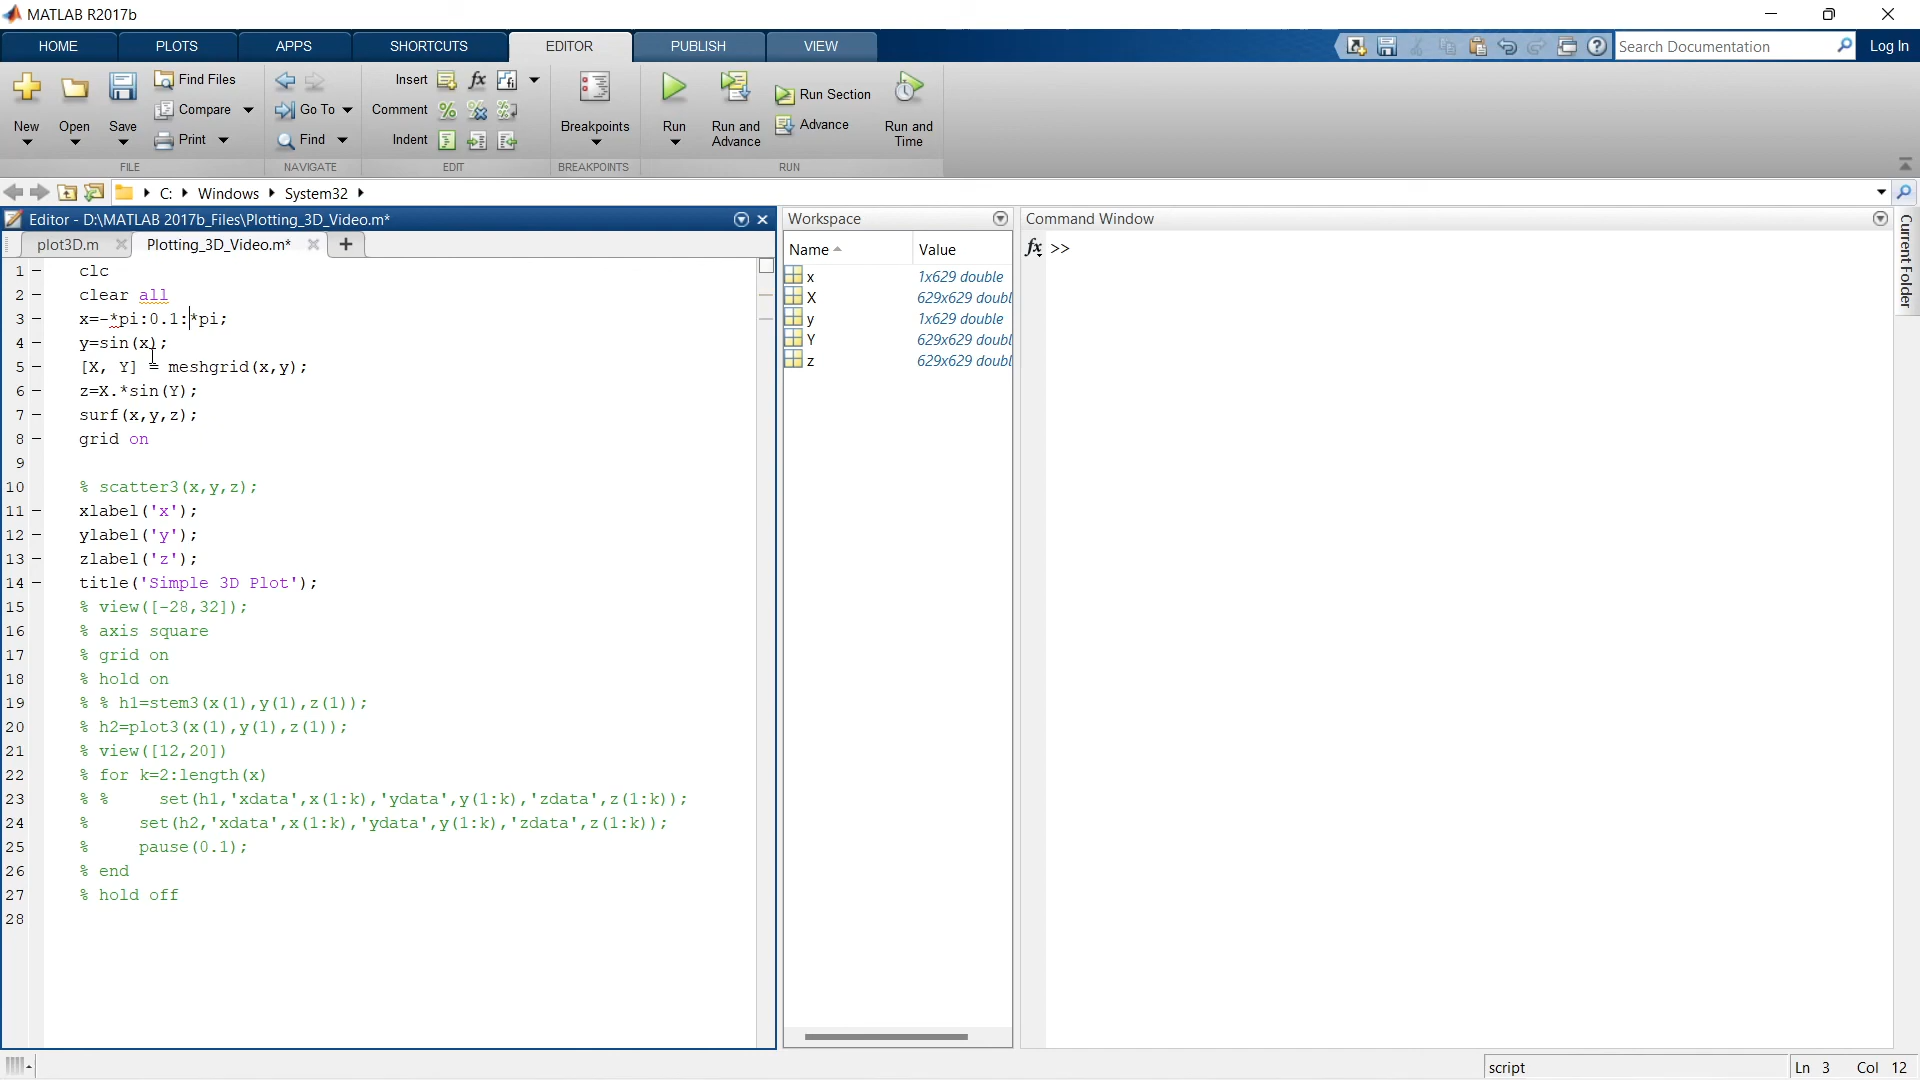 MATLAB R2017b
HOME PLOTS APPS SHORTCUTS EDITOR PUBLISH VIEW Search Documentation Log In
New Open Save Find Files Compare Print
Go To Find
Insert fx Comment Indent
Breakpoints
Run Run and Advance Run Section Advance Run and Time
FILE NAVIGATE EDIT BREAKPOINTS RUN
C: Windows System32
Editor - D:\MATLAB 2017b_Files\Plotting_3D_Video.m*
plot3D.m Plotting_3D_Video.m*
1 - clc
2 - clear all
3 - x=-*pi:0.1:*pi;
4 - y=sin(x);
5 - [X, Y] = meshgrid(x,y);
6 - z=X.*sin(Y);
7 - surf(x,y,z);
8 - grid on
9
10 % scatter3(x,y,z);
11 - xlabel('x');
12 - ylabel('y');
13 - zlabel('z');
14 - title('Simple 3D Plot');
15 % view([-28,32]);
16 % axis square
17 % grid on
18 % hold on
19 % % h1=stem3(x(1),y(1),z(1));
20 % h2=plot3(x(1),y(1),z(1));
21 % view([12,20])
22 % for k=2:length(x)
23 % % set(h1,'xdata',x(1:k),'ydata',y(1:k),'zdata',z(1:k));
24 % set(h2,'xdata',x(1:k),'ydata',y(1:k),'zdata',z(1:k));
25 % pause(0.1);
26 % end
27 % hold off
28
Workspace
Name Value
x 1x629 double
X 629x629 doubl
y 1x629 double
Y 629x629 doubl
z 629x629 doubl
Command Window
fx >>
Current Folder
script Ln 3 Col 12